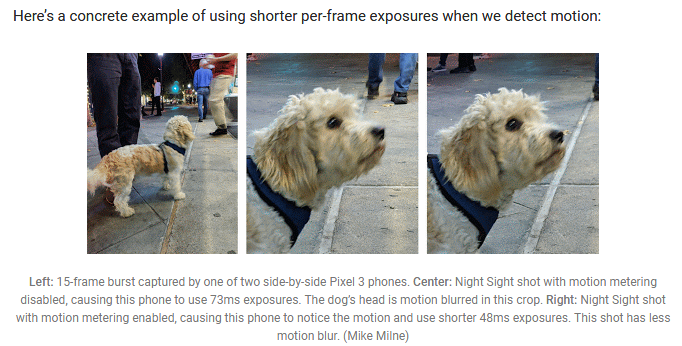 Here's a concrete example of using shorter per-frame exposures when we detect motion:
Left: 15-frame burst captured by one of two side-by-side Pixel 3 phones. Center: Night Sight shot with motion metering
disabled, causing this phone to use 73ms exposures. The dog's head is motion blurred in this crop. Right: Night Sight shot
with motion metering enabled, causing this phone to notice the motion and use shorter 48ms exposures. This shot has less
motion blur. (Mike Milne)